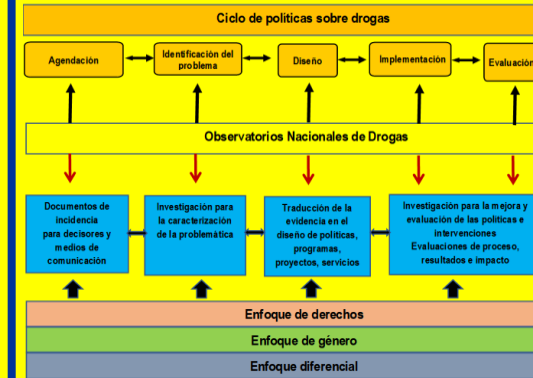 Ciclo de políticas sobre drogas
Agendación
Identificación del
problema
Diseño
Implementación
Evaluación
Observatorios Nacionales de Drogas
Documentos de
incidencia
para decisores y
medios de
comunicación
Investigación para
la caracterización
de la problemática
Traducción de la
evidencia en el
diseño de políticas,
programas,
proyectos, servicios
Investigación para la mejora y
evaluación de las políticas e
intervenciones
Evaluaciones de proceso,
resultados e impacto
Enfoque de derechos
Enfoque de género
Enfoque diferencial